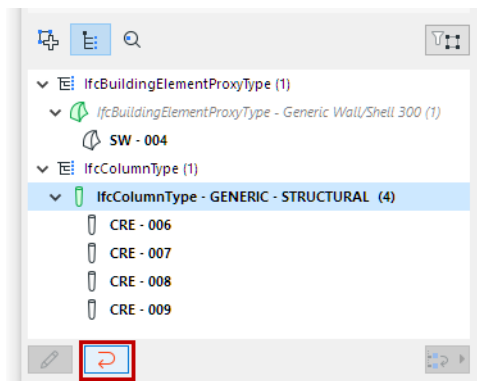 IfcBuildingElementProxyType (1)
IfcBuildingElementProxyType - Generic Wall/Shell 300 (1)
SW - 004
IfcColumnType (1)
IfcColumnType - GENERIC - STRUCTURAL (4)
CRE - 006
CRE - 007
CRE - 008
CRE - 009